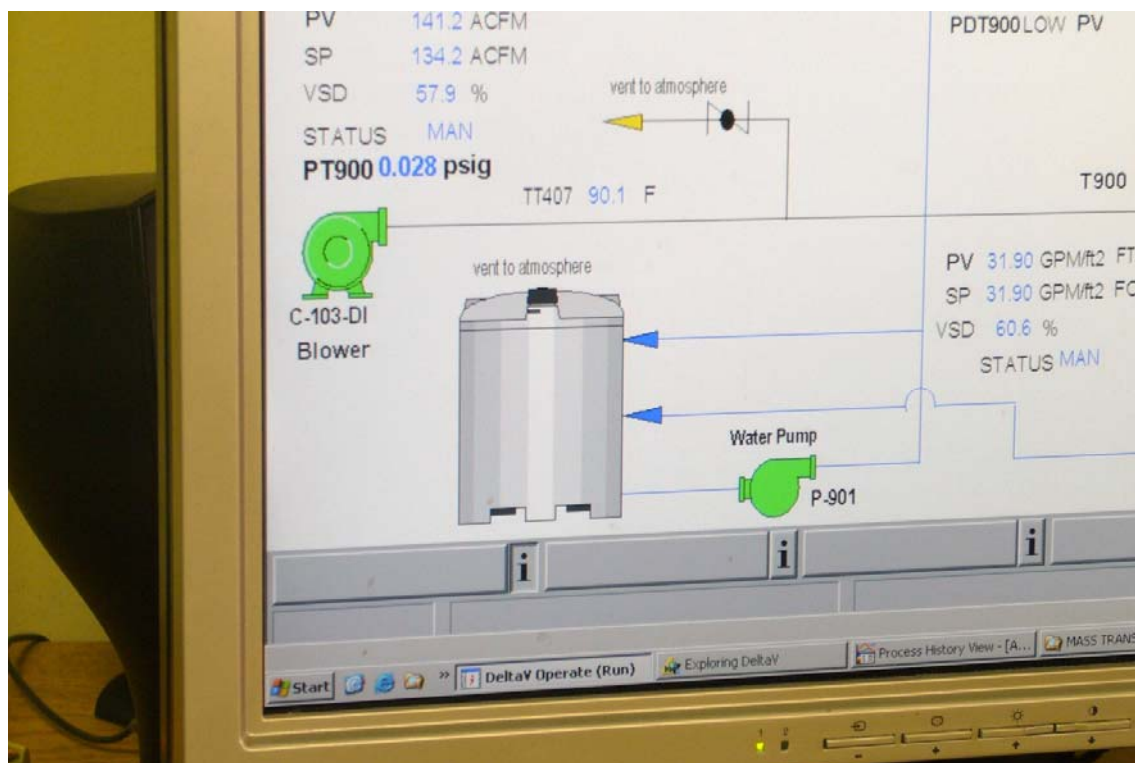 PV 141.2 ACFM
SP 134.2 ACFM
VSD 57.9 %
STATUS MAN
PT900 0.028 psig
PDT900LOW PV
vent to atmosphere
TT407 90.1 F
T900
C-103-DI
Blower
vent to atmosphere
PV 31.90 GPM/ft2 FT
SP 31.90 GPM/ft2
VSD 60.6 %
STATUS MAN
Water Pump
P-901
i
i
i
Start
»
DeltaV Operate (Run)
Exploring DeltaV
Process History View - [A...
MASS TRANS
1 2